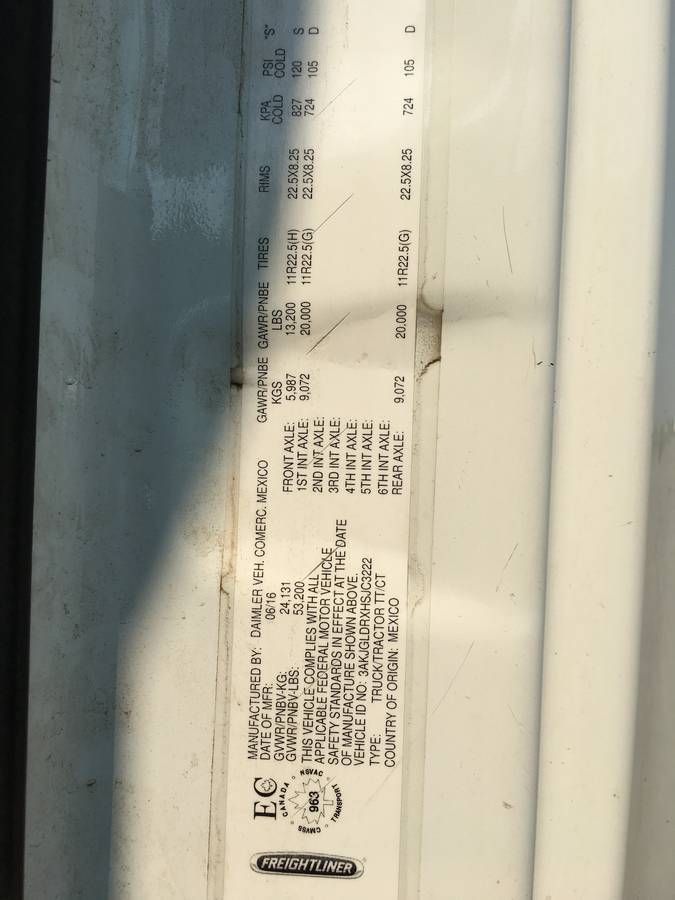 FREIGHTLINER
EC
CANADA
NSVAC
963
CMVSS
TRANSPORT
MANUFACTURED BY: DAIMLER VEH. COMERC. MEXICO
DATE OF MFR: 06/16
GVWR/PNBV-KG: 24,131
GVWR/PNBV-LBS: 53,200
THIS VEHICLE COMPLIES WITH ALL
APPLICABLE FEDERAL MOTOR VEHICLE
SAFETY STANDARDS IN EFFECT AT THE DATE
OF MANUFACTURE SHOWN ABOVE.
VEHICLE ID NO: 3AKJGLDRXHSJC3222
TYPE: TRUCK/TRACTOR TT/CT
COUNTRY OF ORIGIN: MEXICO
GAWR/PNBE GAWR/PNBE TIRES RIMS KPA PSI "S"
KGS LBS COLD COLD
FRONT AXLE: 5,987 13,200 11R22.5(H) 22.5X8.25 827 120 S
1ST INT AXLE: 9,072 20,000 11R22.5(G) 22.5X8.25 724 105 D
2ND INT AXLE:
3RD INT AXLE:
4TH INT AXLE:
5TH INT AXLE:
6TH INT AXLE:
REAR AXLE: 9,072 20,000 11R22.5(G) 22.5X8.25 724 105 D